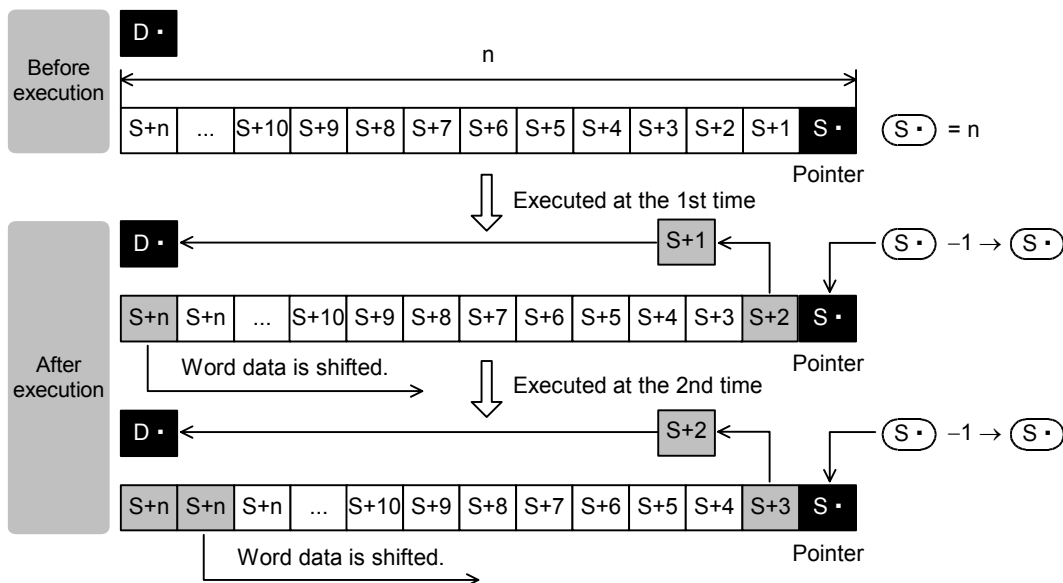 Before
execution
D·
n
S+n ... S+10 S+9 S+8 S+7 S+6 S+5 S+4 S+3 S+2 S+1 S·
S· = n
Pointer
Executed at the 1st time
After
execution
D·
S+1
S· −1 → S·
S+n S+n ... S+10 S+9 S+8 S+7 S+6 S+5 S+4 S+3 S+2 S·
Word data is shifted.
Pointer
Executed at the 2nd time
D·
S+2
S· −1 → S·
S+n S+n S+n ... S+10 S+9 S+8 S+7 S+6 S+5 S+4 S+3 S·
Word data is shifted.
Pointer